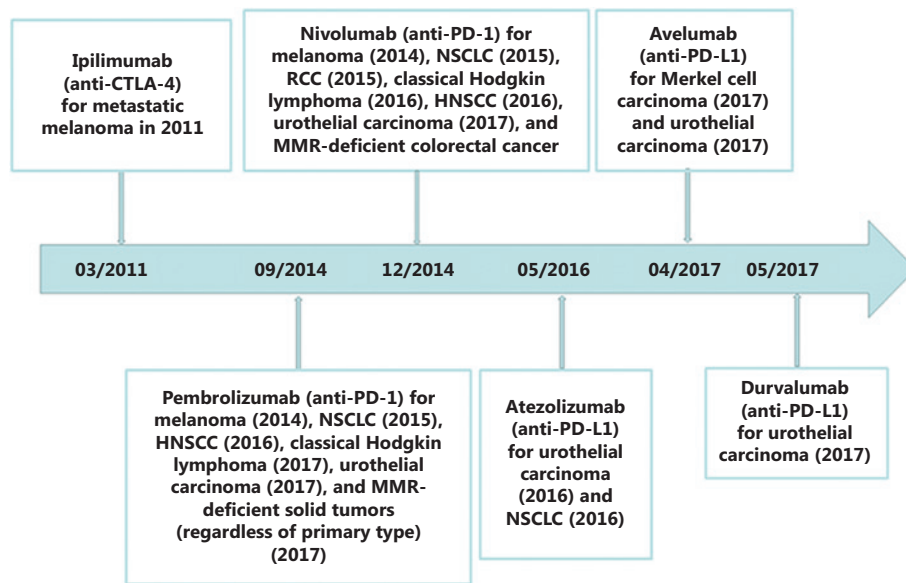 Ipilimumab
(anti-CTLA-4)
for metastatic
melanoma in 2011
Nivolumab (anti-PD-1) for
melanoma (2014), NSCLC (2015),
RCC (2015), classical Hodgkin
lymphoma (2016), HNSCC (2016),
urothelial carcinoma (2017), and
MMR-deficient colorectal cancer
Avelumab
(anti-PD-L1)
for Merkel cell
carcinoma (2017)
and urothelial
carcinoma (2017)
03/2011 09/2014 12/2014 05/2016 04/2017 05/2017
Pembrolizumab (anti-PD-1) for
melanoma (2014), NSCLC (2015),
HNSCC (2016), classical Hodgkin
lymphoma (2017), urothelial
carcinoma (2017), and MMR-
deficient solid tumors
(regardless of primary type)
(2017)
Atezolizumab
(anti-PD-L1)
for urothelial
carcinoma
(2016) and
NSCLC (2016)
Durvalumab
(anti-PD-L1)
for urothelial
carcinoma (2017)